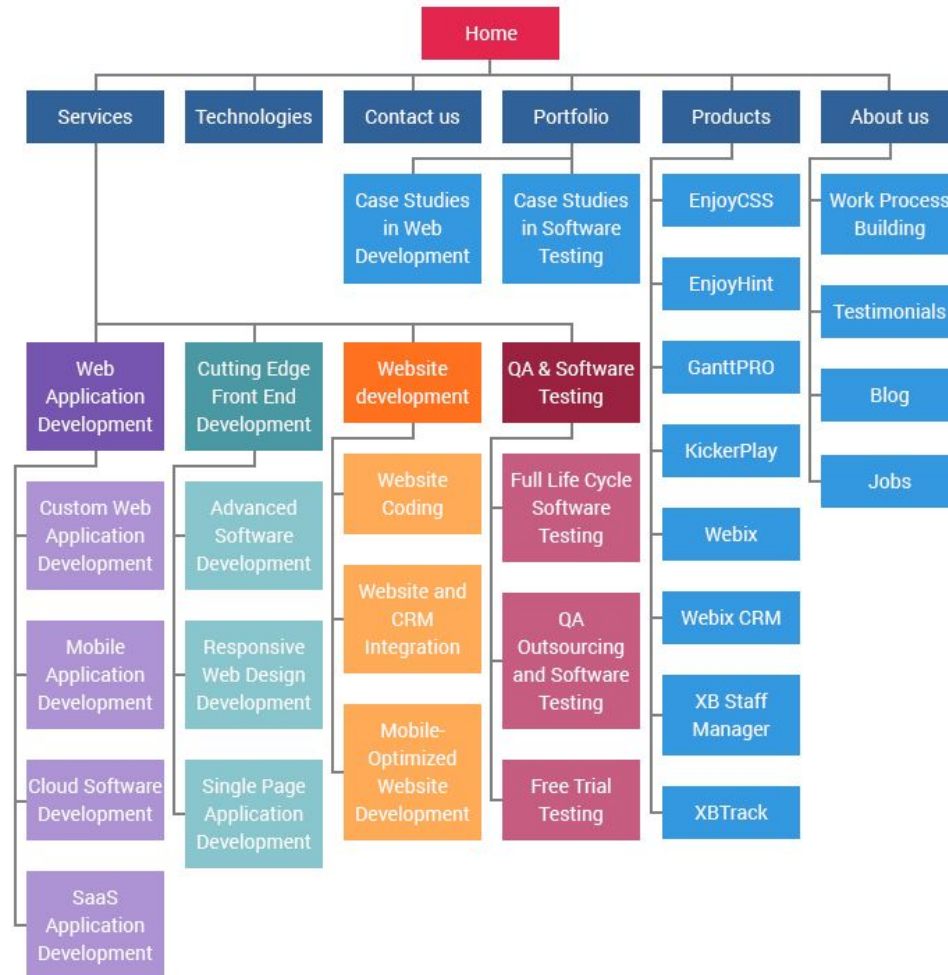 Home
Services
Technologies
Contact us
Portfolio
Products
About us
Case Studies
in Web
Development
Case Studies
in Software
Testing
EnjoyCSS
EnjoyHint
GanttPRO
KickerPlay
Webix
Webix CRM
XB Staff
Manager
XBTrack
Work Process
Building
Testimonials
Blog
Jobs
Web
Application
Development
Custom Web
Application
Development
Mobile
Application
Development
Cloud Software
Development
SaaS
Application
Development
Cutting Edge
Front End
Development
Advanced
Software
Development
Responsive
Web Design
Development
Single Page
Application
Development
Website
development
Website
Coding
Website and
CRM
Integration
Mobile-
Optimized
Website
Development
QA & Software
Testing
Full Life Cycle
Software
Testing
QA
Outsourcing
and Software
Testing
Free Trial
Testing